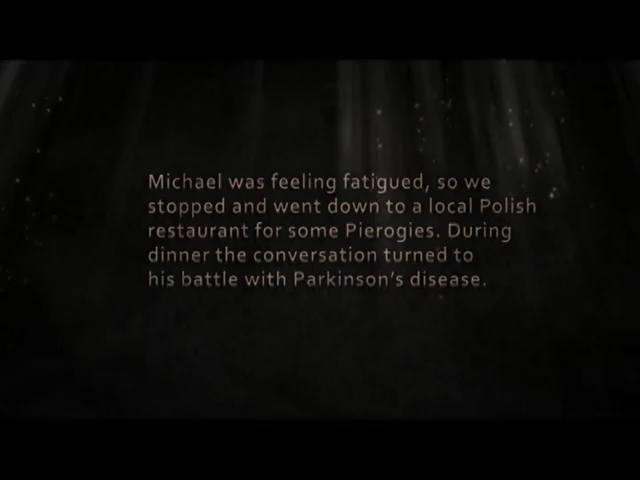 Michael was feeling fatigued, so we
stopped and went down to a local Polish
restaurant for some Pierogies. During
dinner the conversation turned to
his battle with Parkinson's disease.